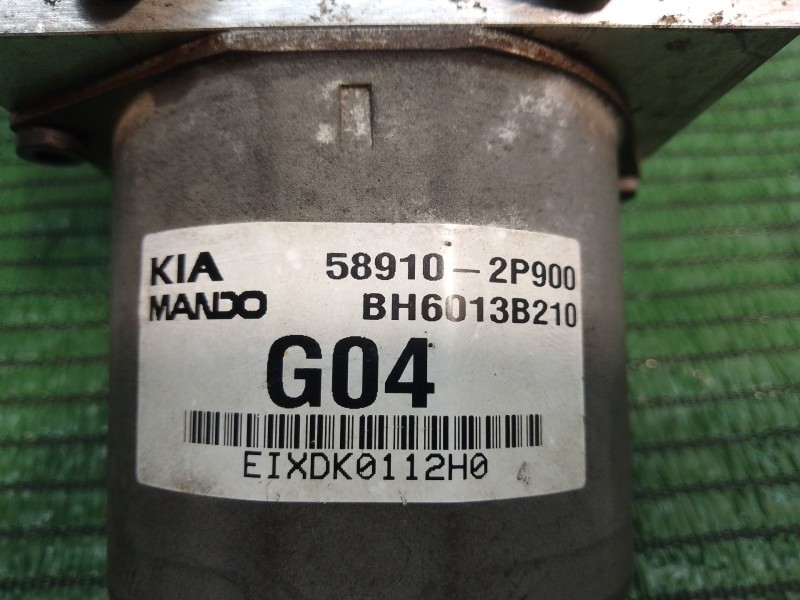 KIA 58910-2P900
MANDO BH6013B210
G04
EIXDK0112H0